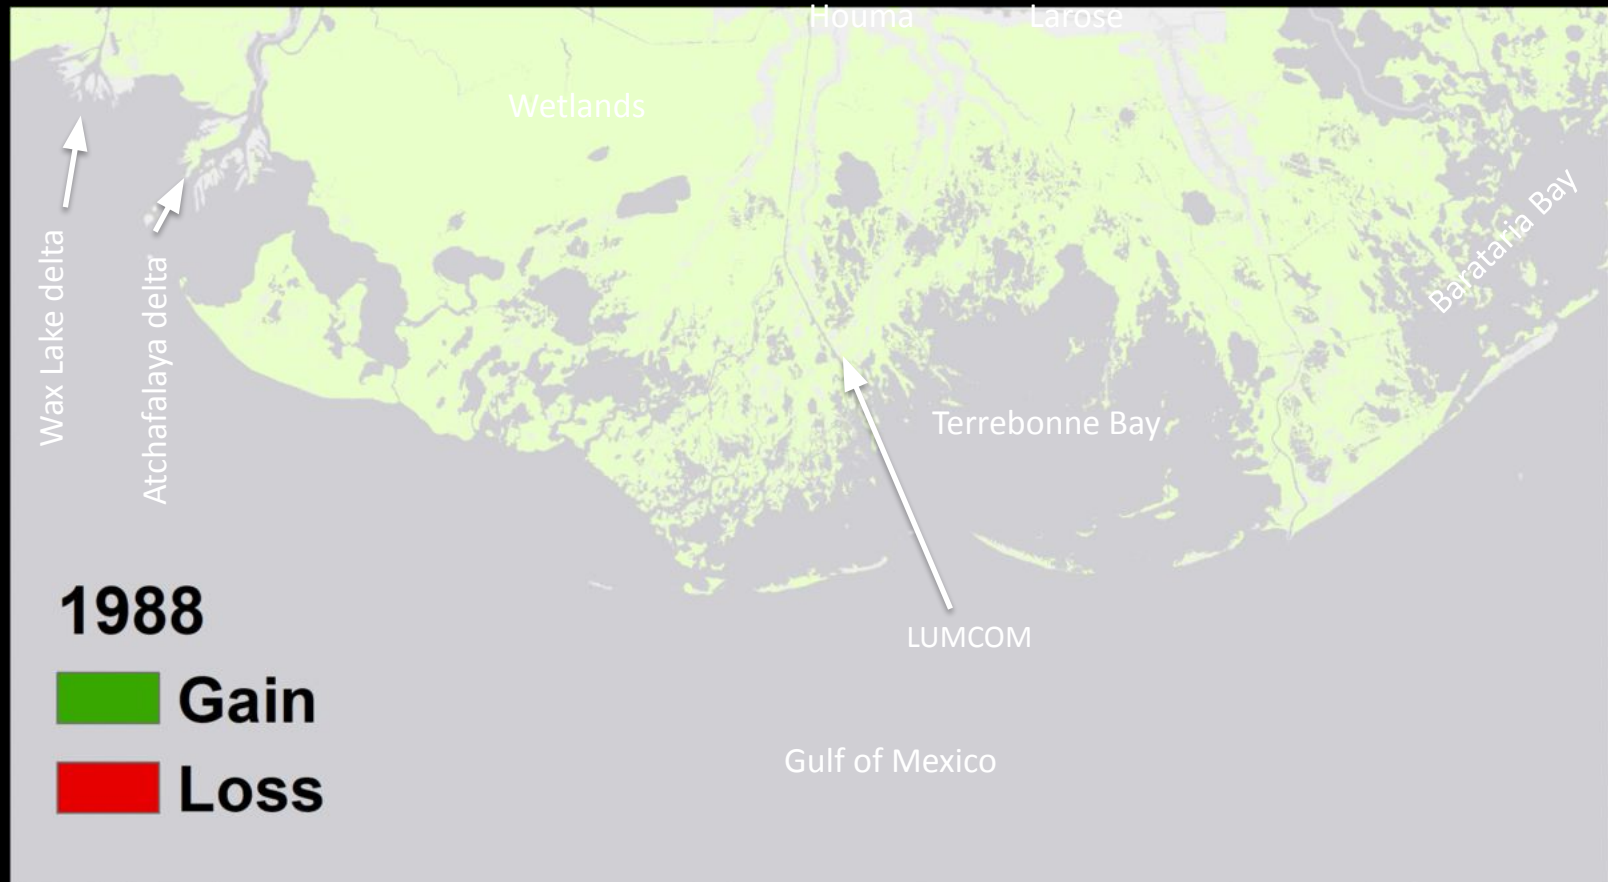 Houma
Larose
Wetlands
Wax Lake delta
Atchafalaya delta
Barataria Bay
Terrebonne Bay
LUMCOM
Gulf of Mexico
1988
Gain
Loss